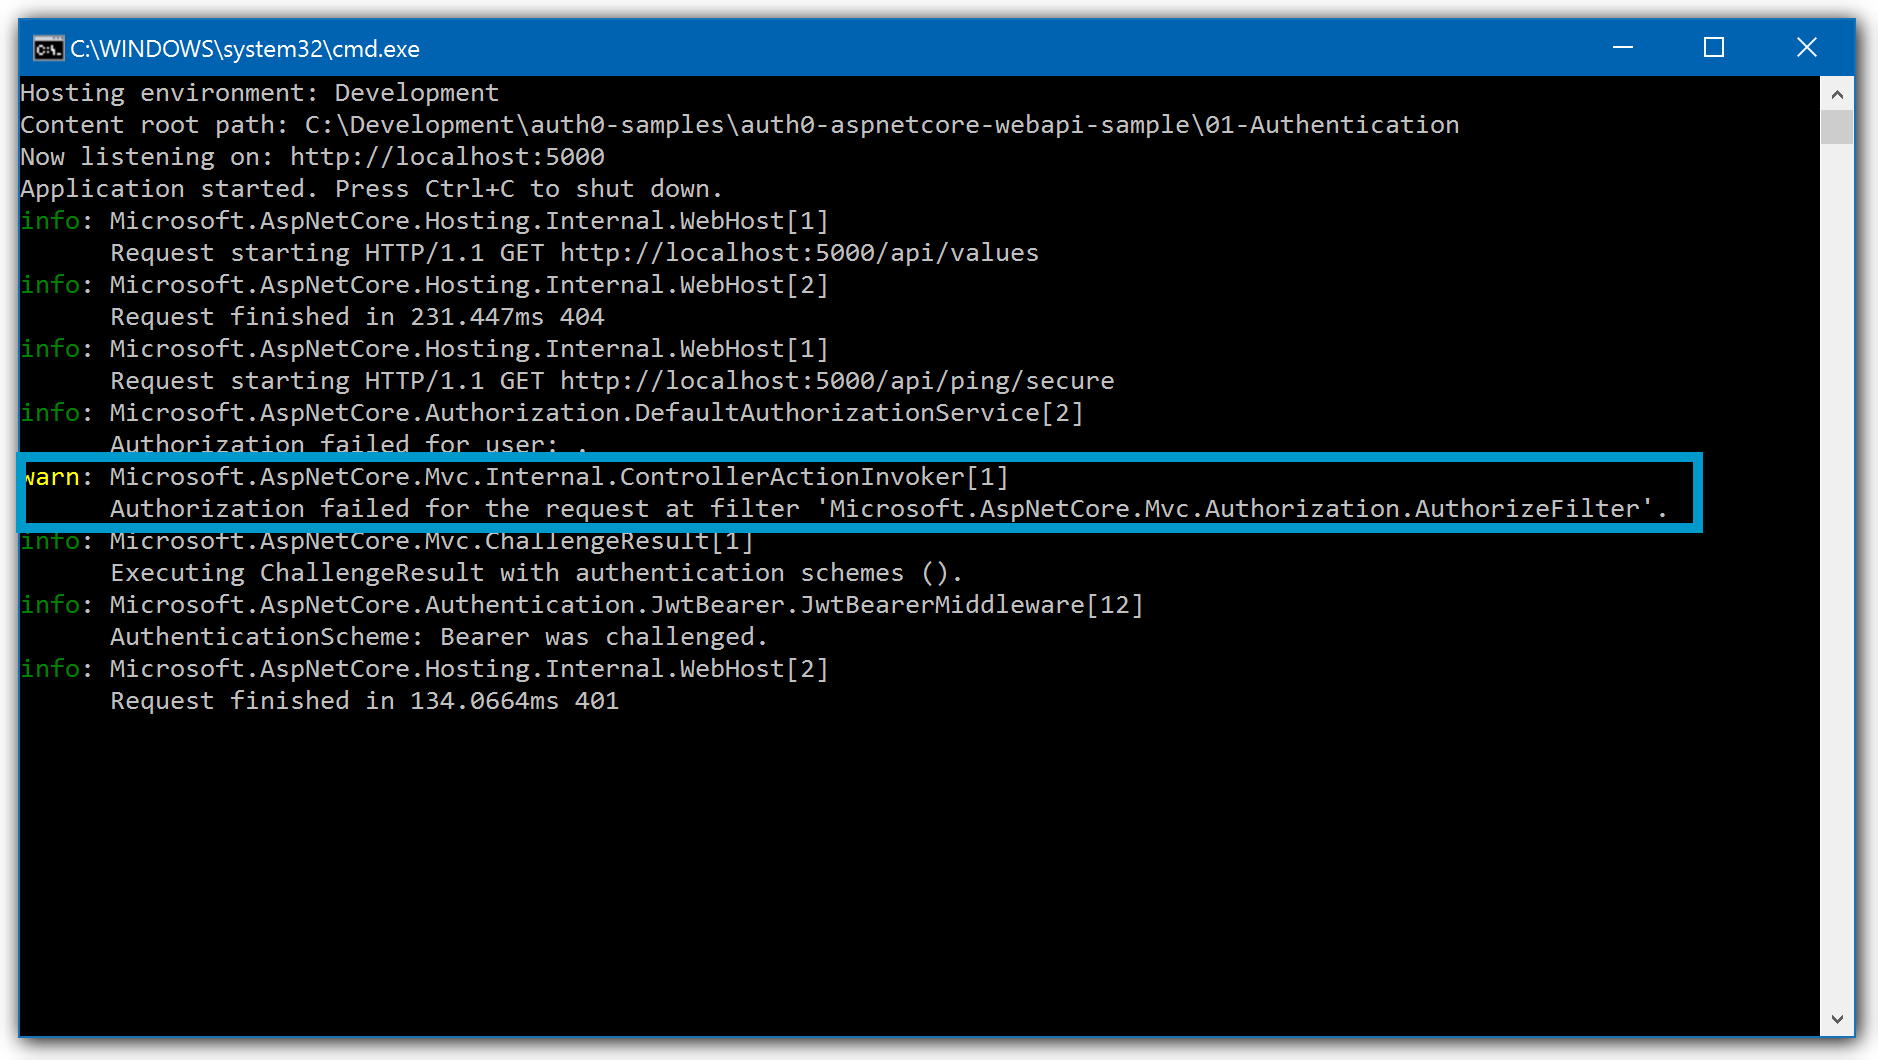 C:\WINDOWS\system32\cmd.exe
Hosting environment: Development
Content root path: C:\Development\auth0-samples\auth0-aspnetcore-webapi-sample\01-Authentication
Now listening on: http://localhost:5000
Application started. Press Ctrl+C to shut down.
info: Microsoft.AspNetCore.Hosting.Internal.WebHost[1]
      Request starting HTTP/1.1 GET http://localhost:5000/api/values
info: Microsoft.AspNetCore.Hosting.Internal.WebHost[2]
      Request finished in 231.447ms 404
info: Microsoft.AspNetCore.Hosting.Internal.WebHost[1]
      Request starting HTTP/1.1 GET http://localhost:5000/api/ping/secure
info: Microsoft.AspNetCore.Authorization.DefaultAuthorizationService[2]
      Authorization failed for user: .
warn: Microsoft.AspNetCore.Mvc.Internal.ControllerActionInvoker[1]
      Authorization failed for the request at filter 'Microsoft.AspNetCore.Mvc.Authorization.AuthorizeFilter'.
info: Microsoft.AspNetCore.Mvc.ChallengeResult[1]
      Executing ChallengeResult with authentication schemes ().
info: Microsoft.AspNetCore.Authentication.JwtBearer.JwtBearerMiddleware[12]
      AuthenticationScheme: Bearer was challenged.
info: Microsoft.AspNetCore.Hosting.Internal.WebHost[2]
      Request finished in 134.0664ms 401